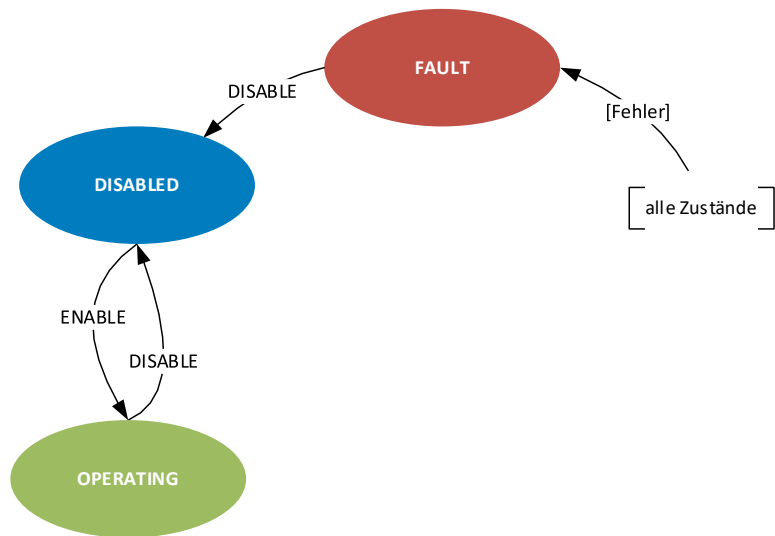 FAULT
DISABLE
[Fehler]
DISABLED
alle Zustände
ENABLE
DISABLE
OPERATING